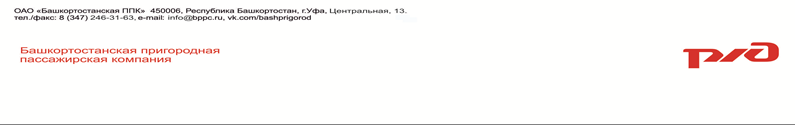 ОАО «Башкортостанская ППК» 450006, Республика Башкортостан, г.Уфа, Центральная, 13.
тел./факс: 8 (347) 246-31-63, e-mail: info@bppc.ru, vk.com/bashprigorod
Башкортостанская пригородная
пассажирская компания
ржд